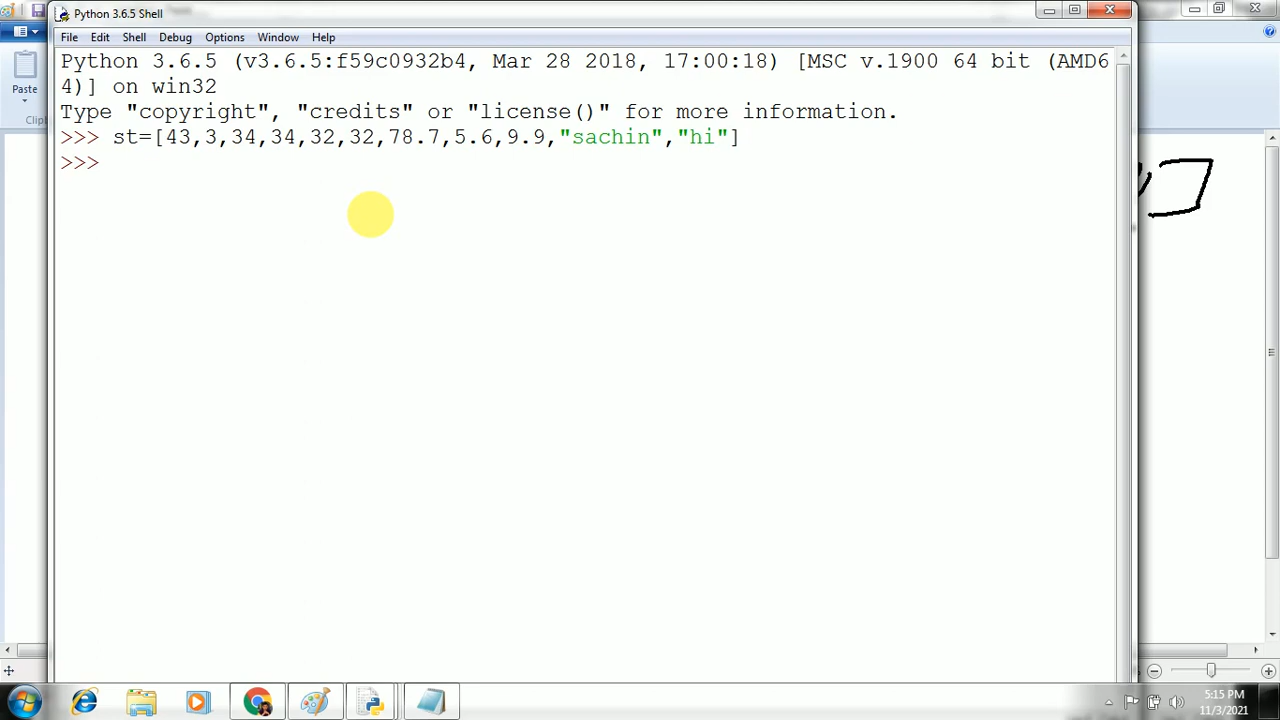 Python 3.6.5 Shell
File Edit Shell Debug Options Window Help
Python 3.6.5 (v3.6.5:f59c0932b4, Mar 28 2018, 17:00:18) [MSC v.1900 64 bit (AMD6
4)] on win32
Type "copyright", "credits" or "license()" for more information.
>>> st=[43,3,34,34,32,32,78.7,5.6,9.9,"sachin","hi"]
>>>
Paste
5:15 PM
11/3/2021